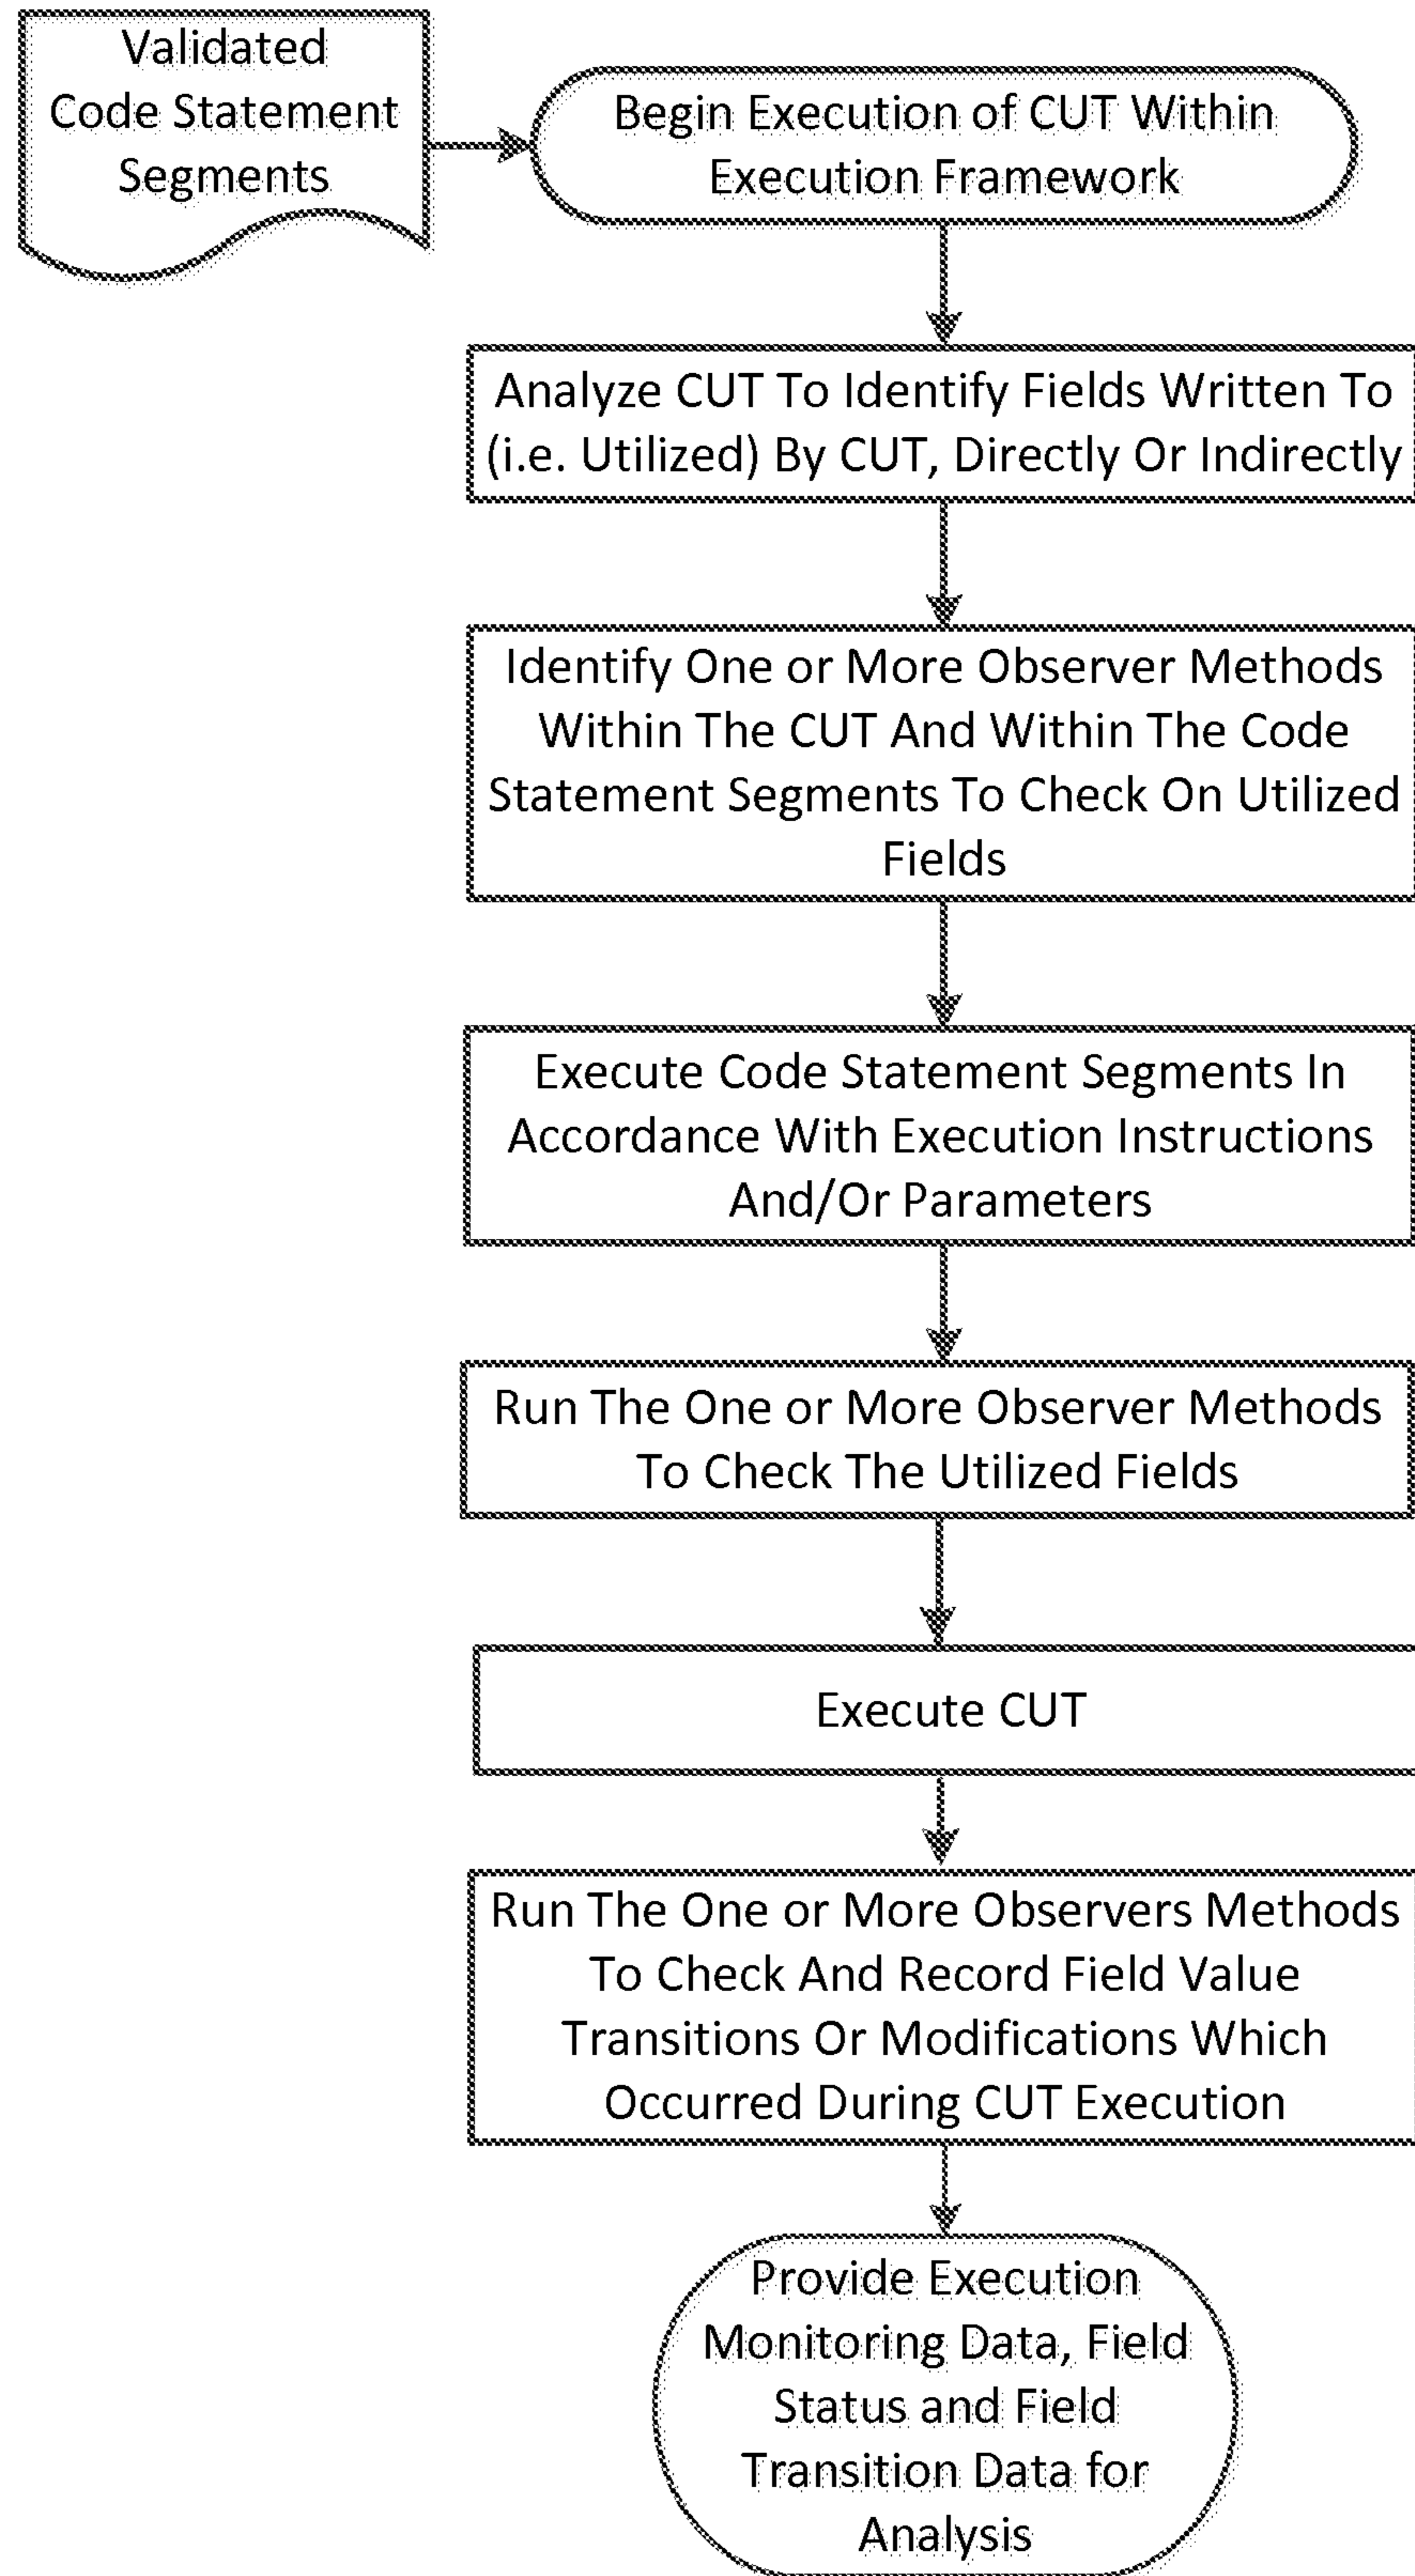 Validated
Code Statement
Segments
Begin Execution of CUT Within
Execution Framework
Analyze CUT To Identify Fields Written To
(i.e. Utilized) By CUT, Directly Or Indirectly
Identify One or More Observer Methods
Within The CUT And Within The Code
Statement Segments To Check On Utilized
Fields
Execute Code Statement Segments In
Accordance With Execution Instructions
And/Or Parameters
Run The One or More Observer Methods
To Check The Utilized Fields
Execute CUT
Run The One or More Observers Methods
To Check And Record Field Value
Transitions Or Modifications Which
Occurred During CUT Execution
Provide Execution
Monitoring Data, Field
Status and Field
Transition Data for
Analysis